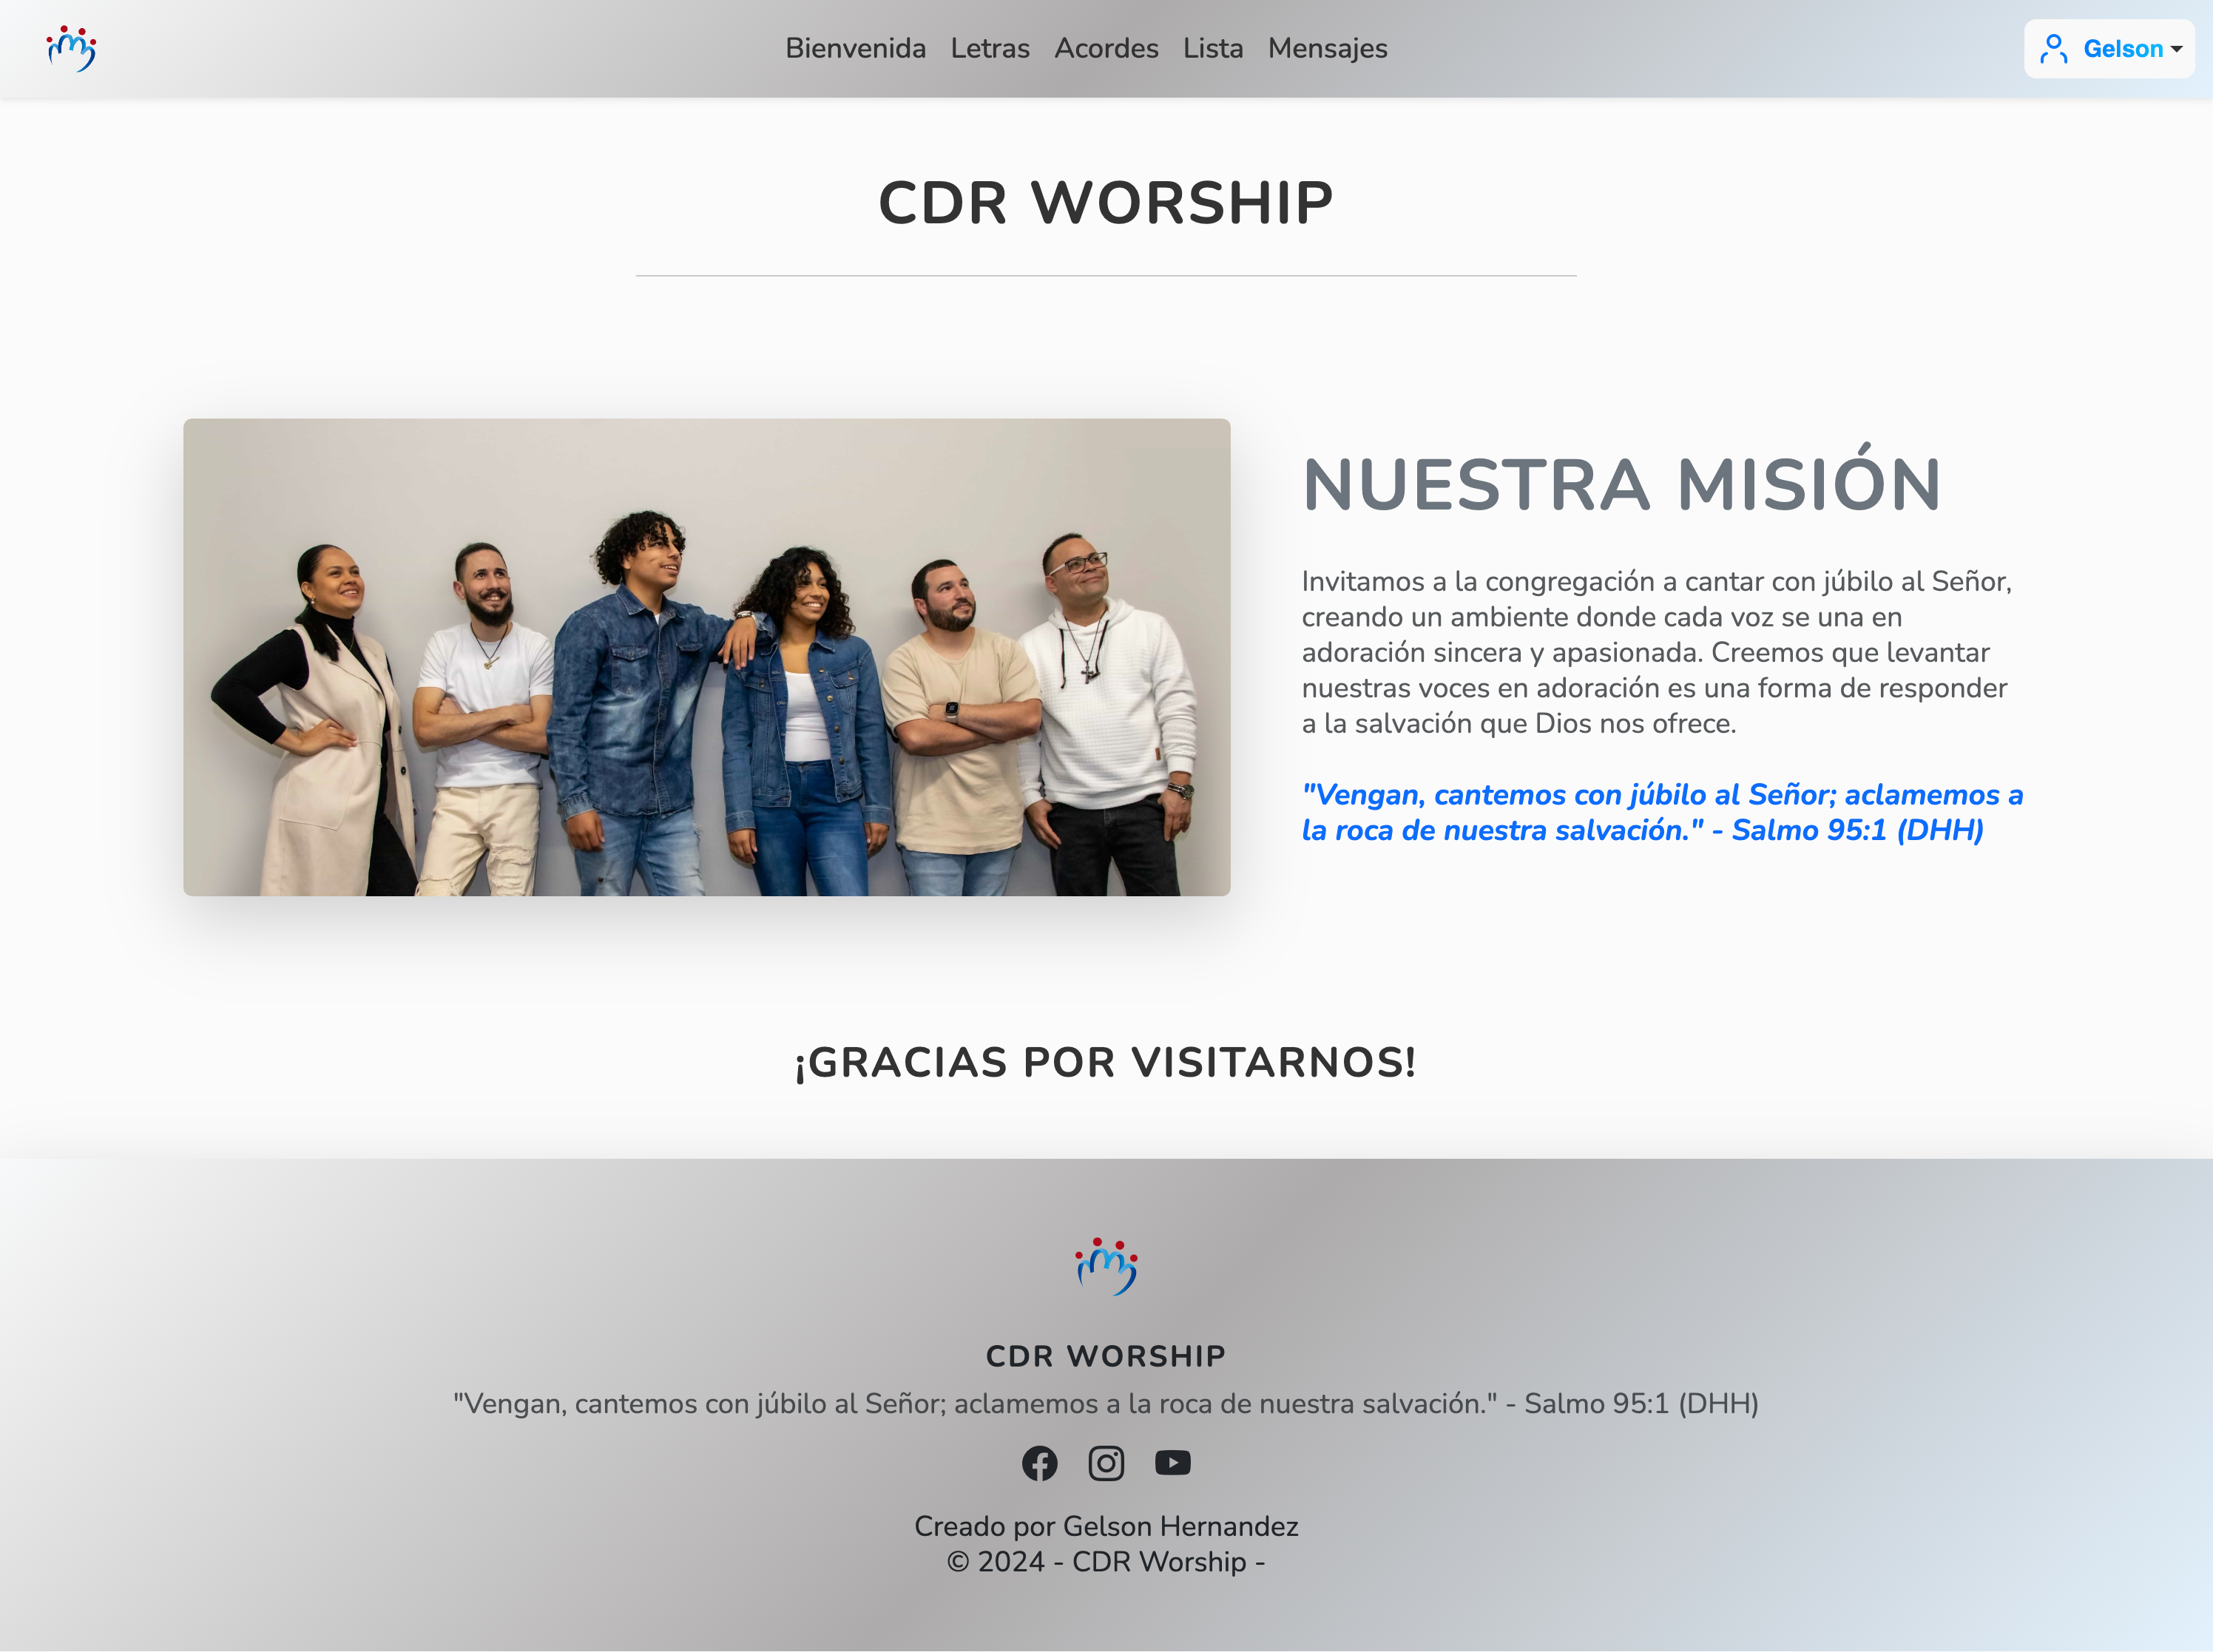 Bienvenida Letras Acordes Lista Mensajes
Gelson
CDR WORSHIP
NUESTRA MISIÓN
Invitamos a la congregación a cantar con júbilo al Señor,
creando un ambiente donde cada voz se una en
adoración sincera y apasionada. Creemos que levantar
nuestras voces en adoración es una forma de responder
a la salvación que Dios nos ofrece.
"Vengan, cantemos con júbilo al Señor; aclamemos a
la roca de nuestra salvación." - Salmo 95:1 (DHH)
¡GRACIAS POR VISITARNOS!
CDR WORSHIP
"Vengan, cantemos con júbilo al Señor; aclamemos a la roca de nuestra salvación." - Salmo 95:1 (DHH)
Creado por Gelson Hernandez
© 2024 - CDR Worship -